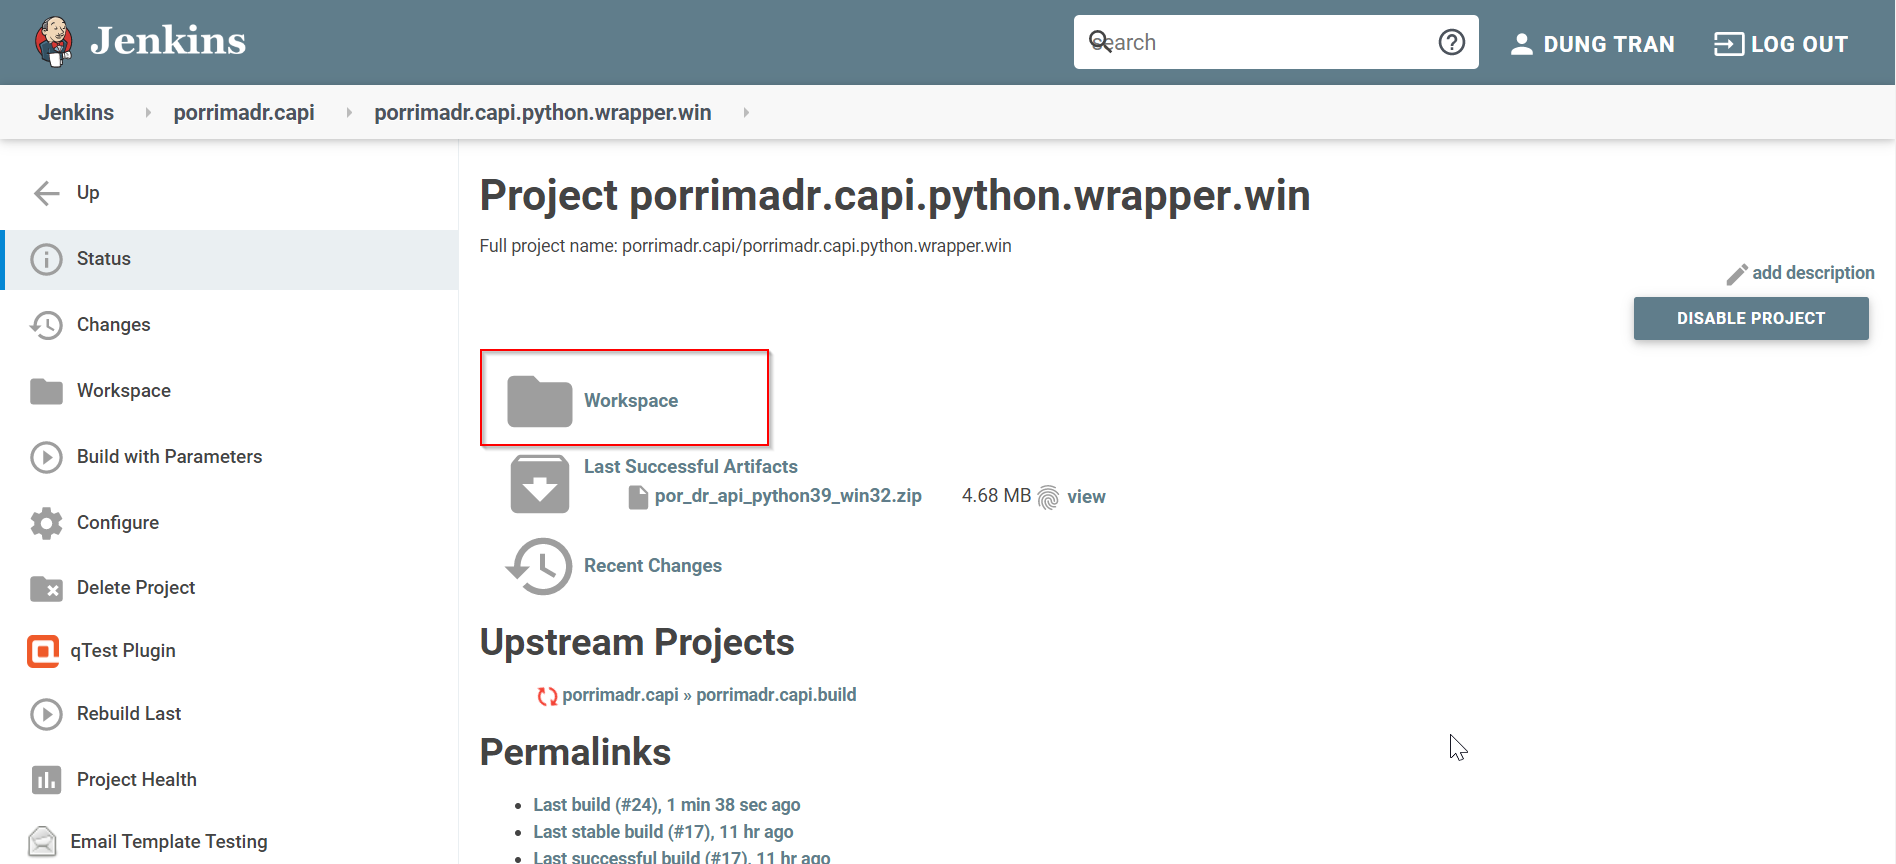 Jenkins
search
DUNG TRAN
LOG OUT
Jenkins
porrimadr.capi
porrimadr.capi.python.wrapper.win
Up
Status
Changes
Workspace
Build with Parameters
Configure
Delete Project
qTest Plugin
Rebuild Last
Project Health
Email Template Testing
Project porrimadr.capi.python.wrapper.win
Full project name: porrimadr.capi/porrimadr.capi.python.wrapper.win
add description
DISABLE PROJECT
Workspace
Last Successful Artifacts
por_dr_api_python39_win32.zip 4.68 MB view
Recent Changes
Upstream Projects
porrimadr.capi » porrimadr.capi.build
Permalinks
Last build (#24), 1 min 38 sec ago
Last stable build (#17), 11 hr ago
Last successful build (#17), 11 hr ago